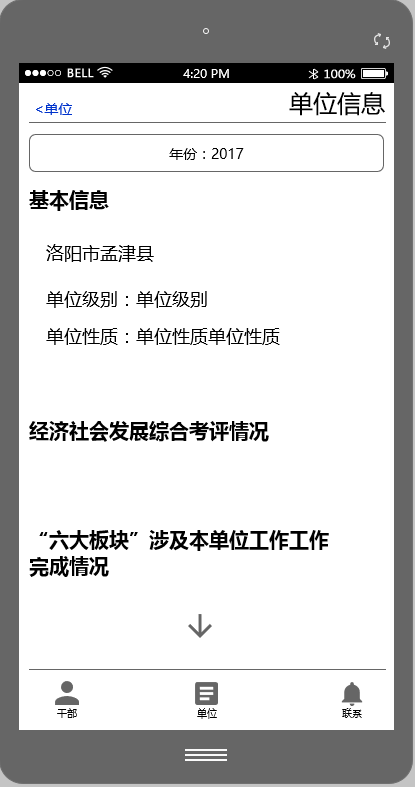 BELL 4:20 PM 100%
<单位 单位信息
年份：2017
基本信息
洛阳市孟津县
单位级别：单位级别
单位性质：单位性质单位性质
经济社会发展综合考评情况
“六大板块”涉及本单位工作工作
完成情况
干部 单位 联系